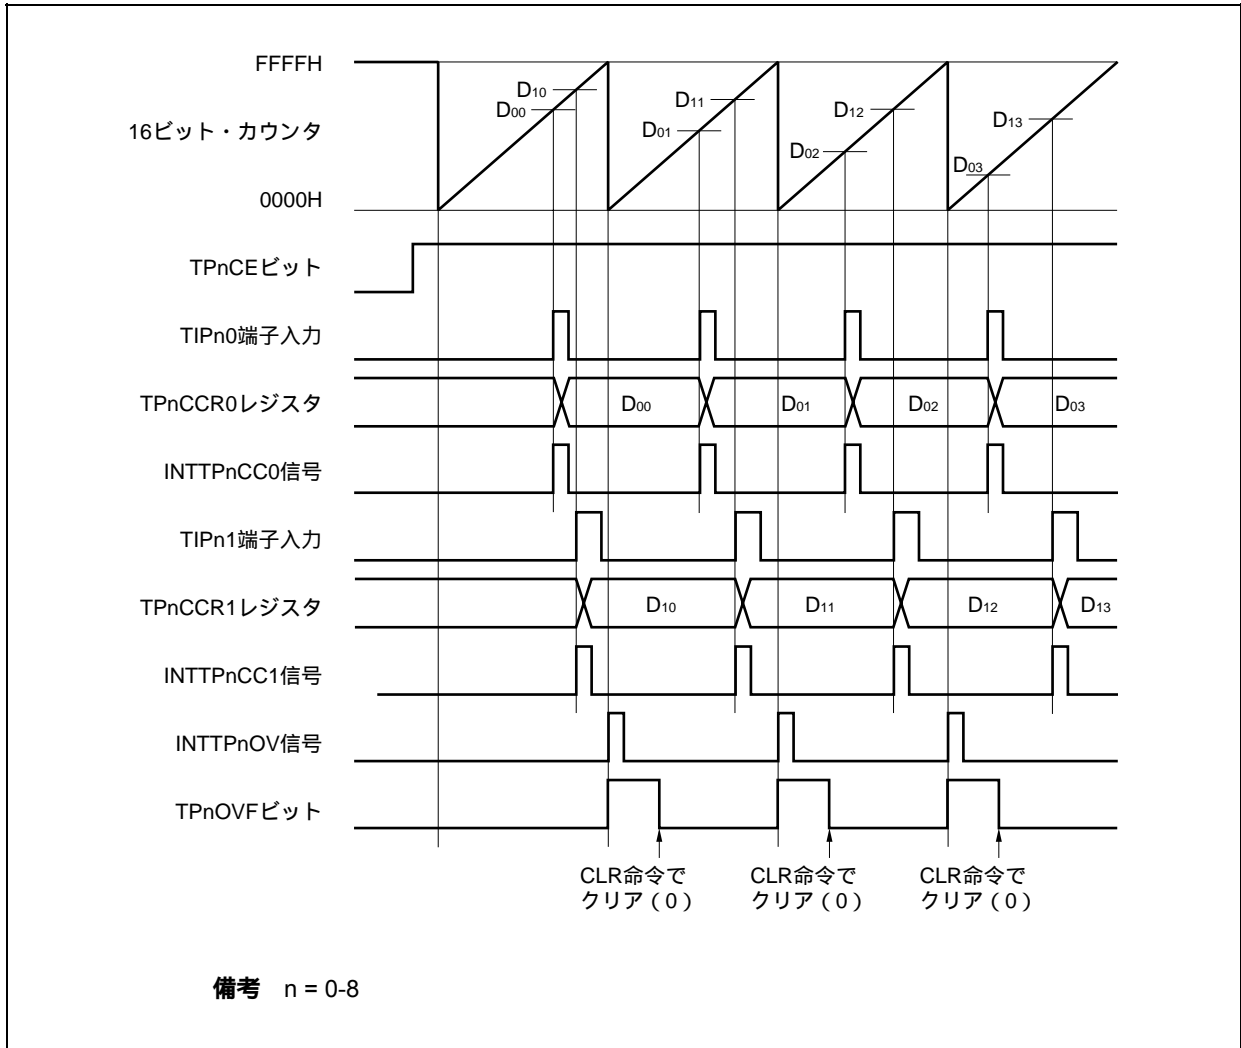 FFFFH
D10
D00
D11
D01
D12
D02
D13
D03
16ビット・カウンタ
0000H
TPnCEビット
TIPn0端子入力
TPnCCR0レジスタ
D00
D01
D02
D03
INTTPnCC0信号
TIPn1端子入力
TPnCCR1レジスタ
D10
D11
D12
D13
INTTPnCC1信号
INTTPnOV信号
TPnOVFビット
CLR命令で
クリア（0）
CLR命令で
クリア（0）
CLR命令で
クリア（0）
備考 n = 0-8